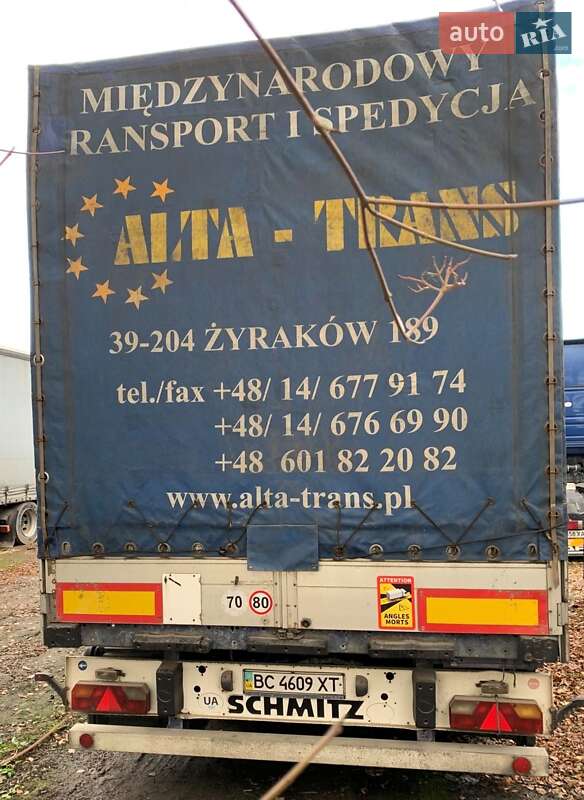 auto RIA .com
MIĘDZYNARODOWY
RANSPORT I SPEDYCJA
ALTA - TRANS
39-204 ŻYRAKÓW 189
tel./fax +48/ 14/ 677 91 74
+48/ 14/ 676 69 90
+48 601 82 20 82
www.alta-trans.pl
70 80
ATTENTION
ANGLES
MORTS
BC 4609 XT
UA
SCHMITZ